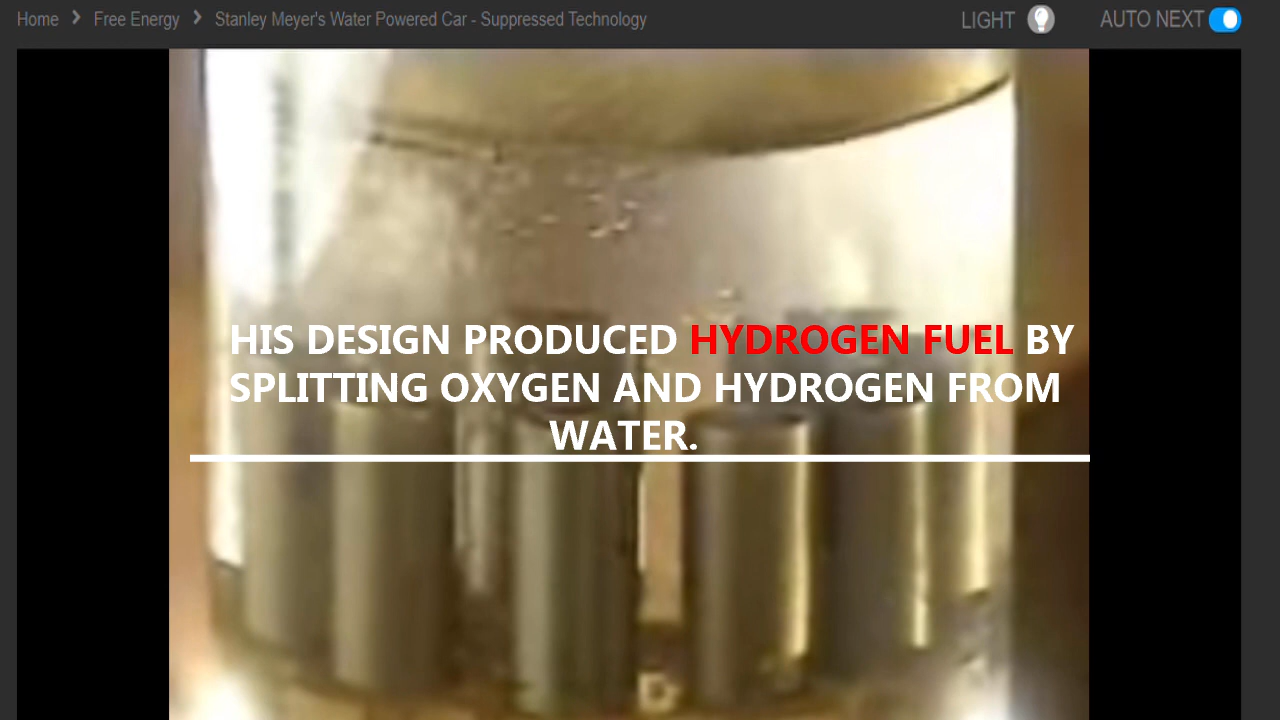 Home > Free Energy > Stanley Meyer's Water Powered Car - Suppressed Technology
LIGHT AUTO NEXT
HIS DESIGN PRODUCED HYDROGEN FUEL BY
SPLITTING OXYGEN AND HYDROGEN FROM
WATER.